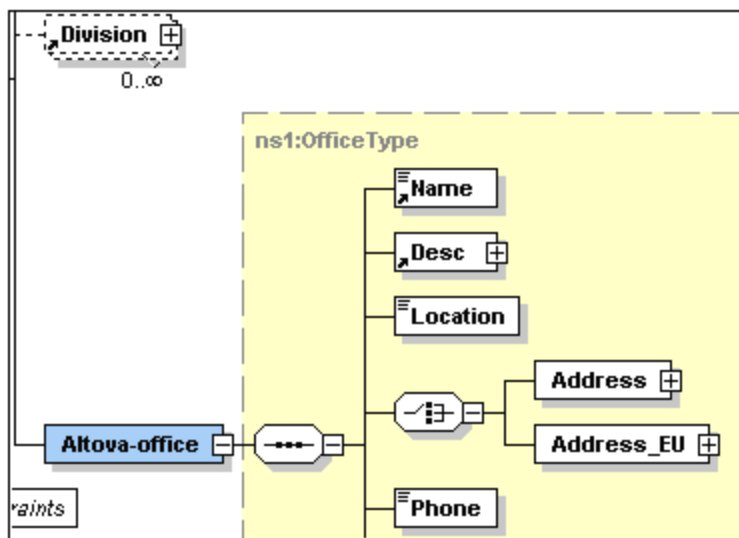 Division
0..∞
ns1:OfficeType
Name
Desc
Location
Address
Altova-office
Address_EU
raints
Phone